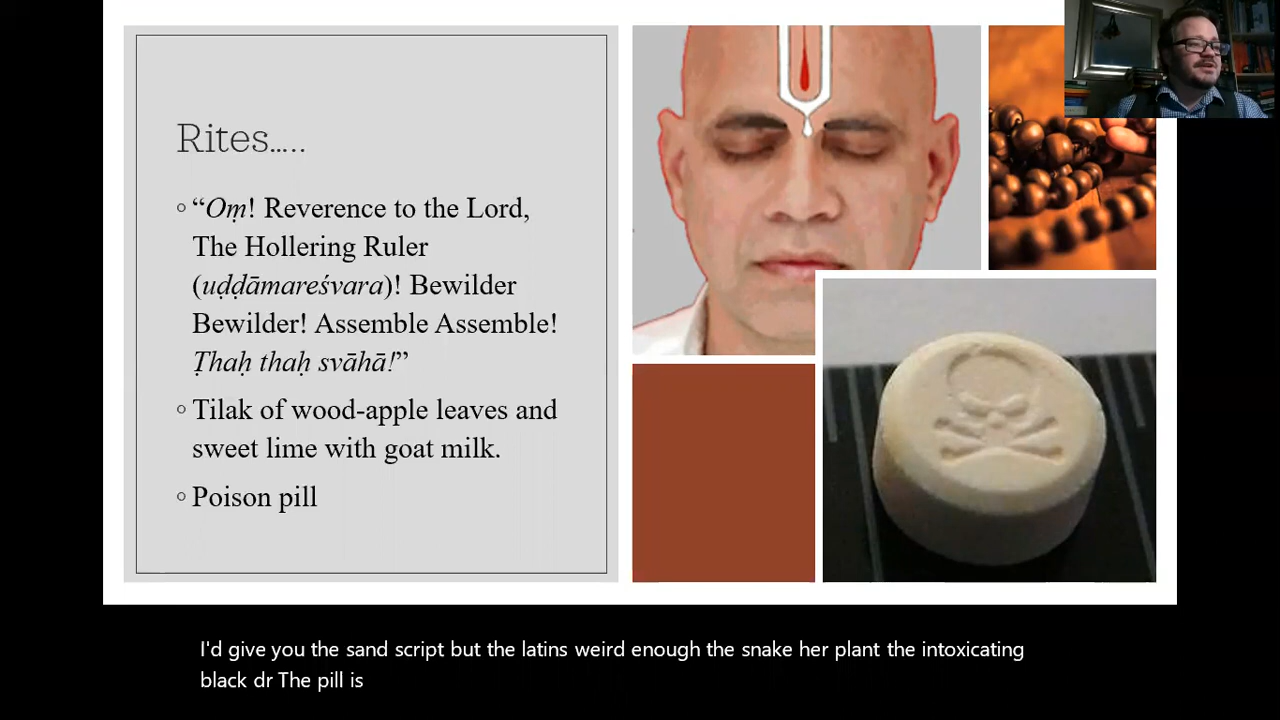 Rites…..
◦ “Oṃ! Reverence to the Lord,
The Hollering Ruler
(uḍḍāmareśvara)! Bewilder
Bewilder! Assemble Assemble!
Ṭhaḥ thaḥ svāhā!”
◦ Tilak of wood-apple leaves and
sweet lime with goat milk.
◦ Poison pill
I'd give you the sand script but the latins weird enough the snake her plant the intoxicating
black dr The pill is